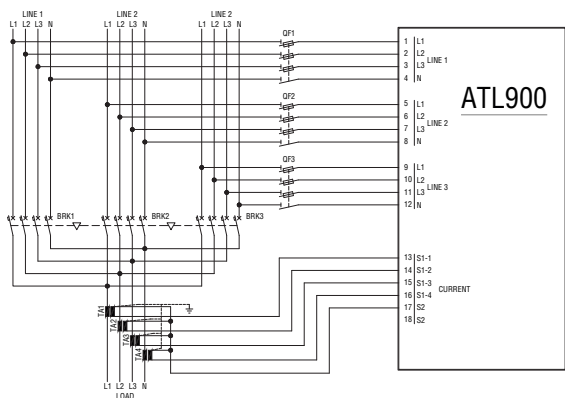 LINE 1 LINE 2 LINE 2
L1 L2 L3 N L1 L2 L3 N L1 L2 L3 N
QF1
1 L1
2 L2
3 L3
4 N
LINE 1
QF2
5 L1
6 L2
7 L3
8 N
LINE 2
QF3
9 L1
10 L2
11 L3
12 N
LINE 3
ATL900
BRK1 BRK2 BRK3
13 S1-1
14 S1-2
15 S1-3
16 S1-4
17 S2
18 S2
CURRENT
TA1
TA2
TA3
TA4
L1 L2 L3 N
LOAD